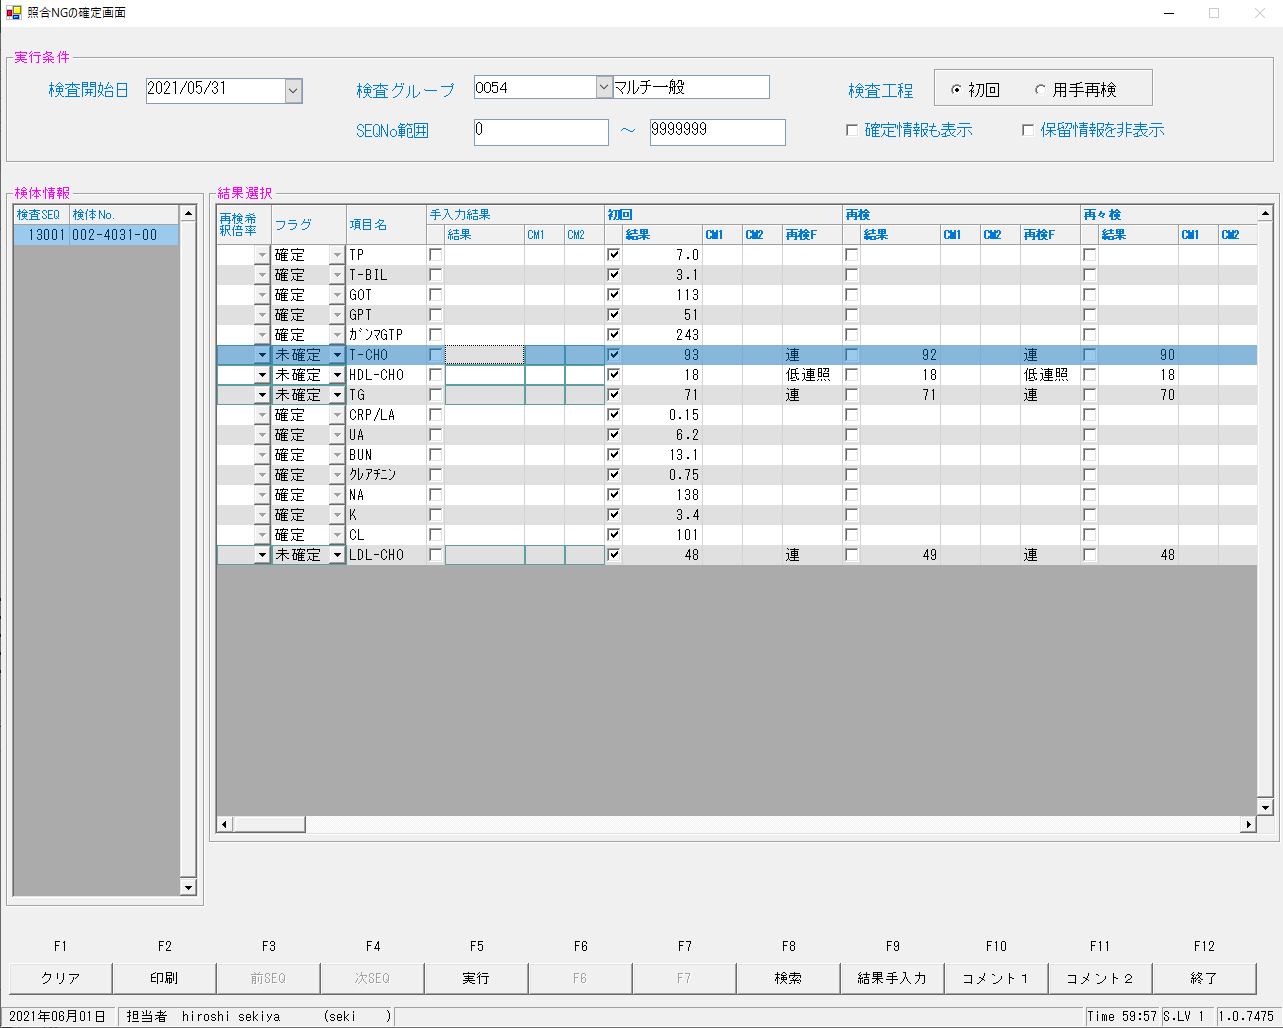 照合NGの確定画面
実行条件
検査開始日 2021/05/31 検査グループ 0054 マルチ一般 検査工程 初回 用手再検
SEQNo範囲 0 ～ 9999999 確定情報も表示 保留情報を非表示
検体情報
検査SEQ 検体No.
13001 002-4031-00
結果選択
再検希釈倍率 フラグ 項目名 手入力結果 初回 再検 再々検
結果 CM1 CM2 結果 CM1 CM2 再検F 結果 CM1 CM2 再検F 結果 CM1 CM2
確定 TP 7.0
確定 T-BIL 3.1
確定 GOT 113
確定 GPT 51
確定 ｶﾞﾝﾏGTP 243
未確定 T-CHO 93 連 92 連 90
未確定 HDL-CHO 18 低連照 18 低連照 18
未確定 TG 71 連 71 連 70
確定 CRP/LA 0.15
確定 UA 6.2
確定 BUN 13.1
確定 ｸﾚｱﾁﾆﾝ 0.75
確定 NA 138
確定 K 3.4
確定 CL 101
未確定 LDL-CHO 48 連 49 連 48
F1 F2 F3 F4 F5 F6 F7 F8 F9 F10 F11 F12
クリア 印刷 前SEQ 次SEQ 実行 F6 F7 検索 結果手入力 コメント１ コメント２ 終了
2021年06月01日 担当者 hiroshi sekiya (seki ) Time 59:57 S.LV 1 1.0.7475